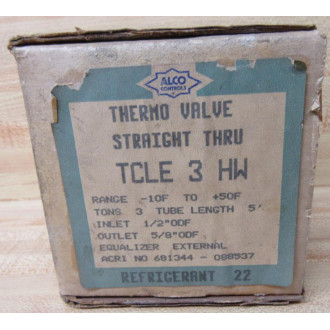 ALCO
CONTROLS
THERMO VALVE
STRAIGHT THRU
TCLE 3 HW
RANGE -10F TO +50F
TONS 3 TUBE LENGTH 5'
INLET 1/2"ODF
OUTLET 5/8"ODF
EQUALIZER EXTERNAL
ACRI NO 681344 - 088537
REFRIGERANT 22